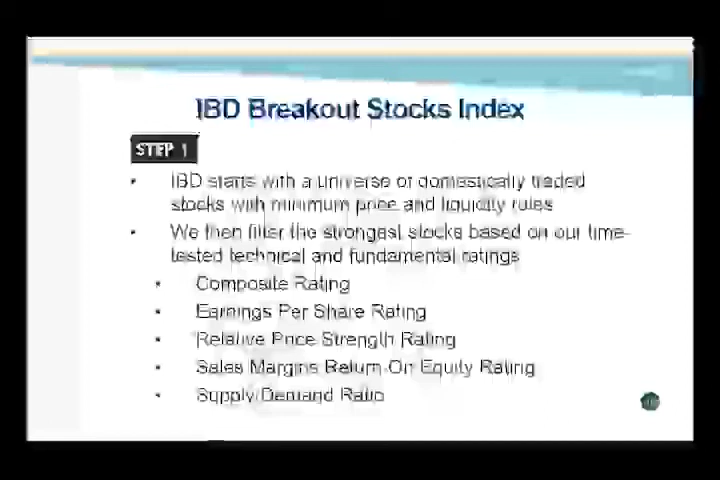 IBD Breakout Stocks Index
STEP 1
• IBD starts with a universe of domestically traded
stocks with minimum price and liquidity rules
• We then filter the strongest stocks based on our time-
tested technical and fundamental ratings
• Composite Rating
• Earnings Per Share Rating
• Relative Price Strength Rating
• Sales Margins Return On Equity Rating
• Supply/Demand Ratio